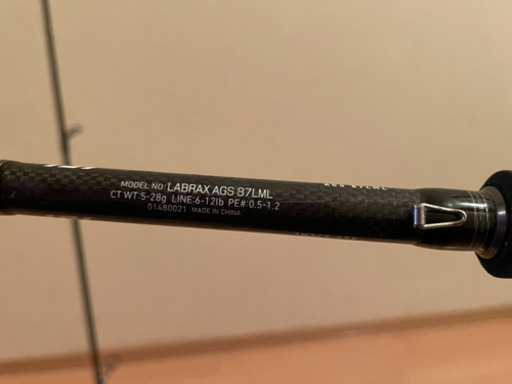 MODEL NO: LABRAX AGS 87LML
CT WT:5-28g LINE:6-12lb PE#:0.5-1.2
01480021 MADE IN CHINA